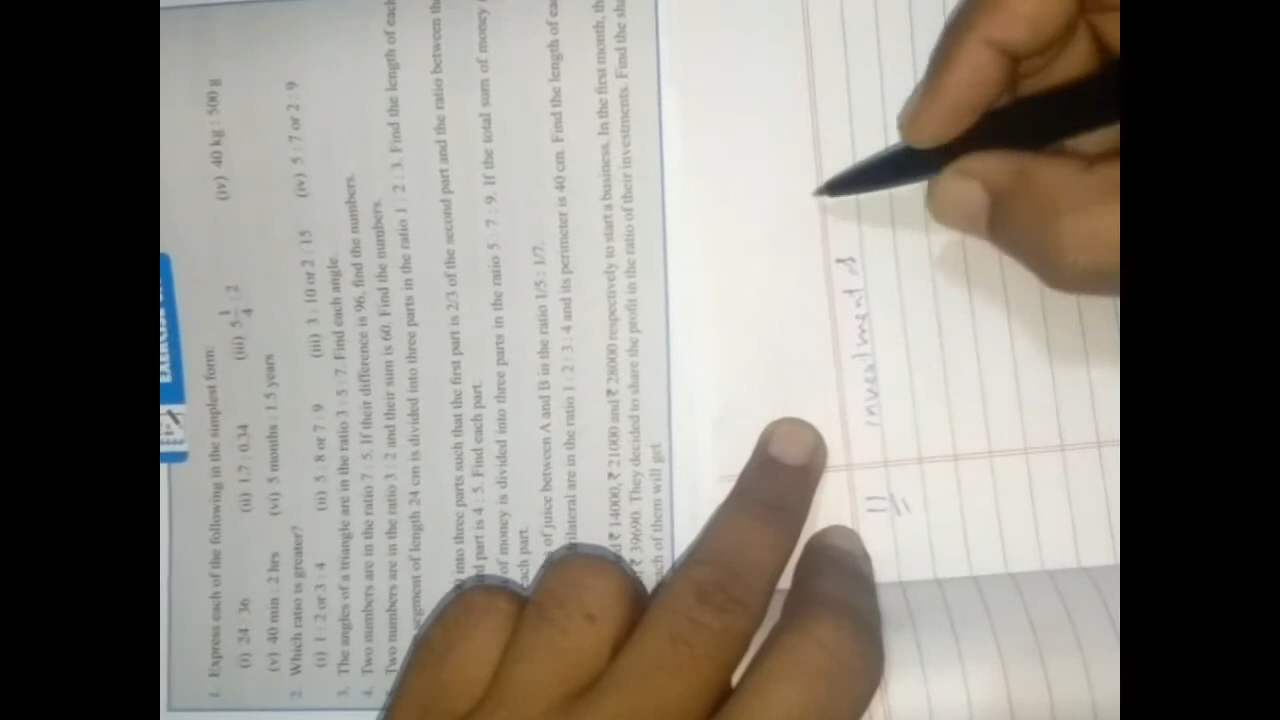 1. Express each of the following in the simplest form:
(i) 24 : 36 (ii) 1.7 : 0.34 (iii) 5 1/4 : 2 (iv) 40 kg : 500 g
(v) 40 min : 2 hrs (vi) 5 months : 1.5 years
2. Which ratio is greater?
(i) 1 : 2 or 3 : 4 (ii) 5 : 8 or 7 : 9 (iii) 3 : 10 or 2 : 15 (iv) 5 : 7 or 2 : 9
3. The angles of a triangle are in the ratio 3 : 5 : 7. Find each angle.
4. Two numbers are in the ratio 7 : 5. If their difference is 96, find the numbers.
Two numbers are in the ratio 3 : 2 and their sum is 60. Find the numbers.
segment of length 24 cm is divided into three parts in the ratio 1 : 2 : 3. Find the length of each
into three parts such that the first part is 2/3 of the second part and the ratio between the
part is 4 : 5. Find each part.
of money is divided into three parts in the ratio 5 : 7 : 9. If the total sum of money
each part.
of juice between A and B in the ratio 1/5 : 1/7.
are in the ratio 1 : 2 : 3 : 4 and its perimeter is 40 cm. Find the length of
₹ 14000, ₹ 21000 and ₹ 28000 respectively to start a business. In the first month,
₹ 39690. They decided to share the profit in the ratio of their investments. Find the
of them will get
11 investment of